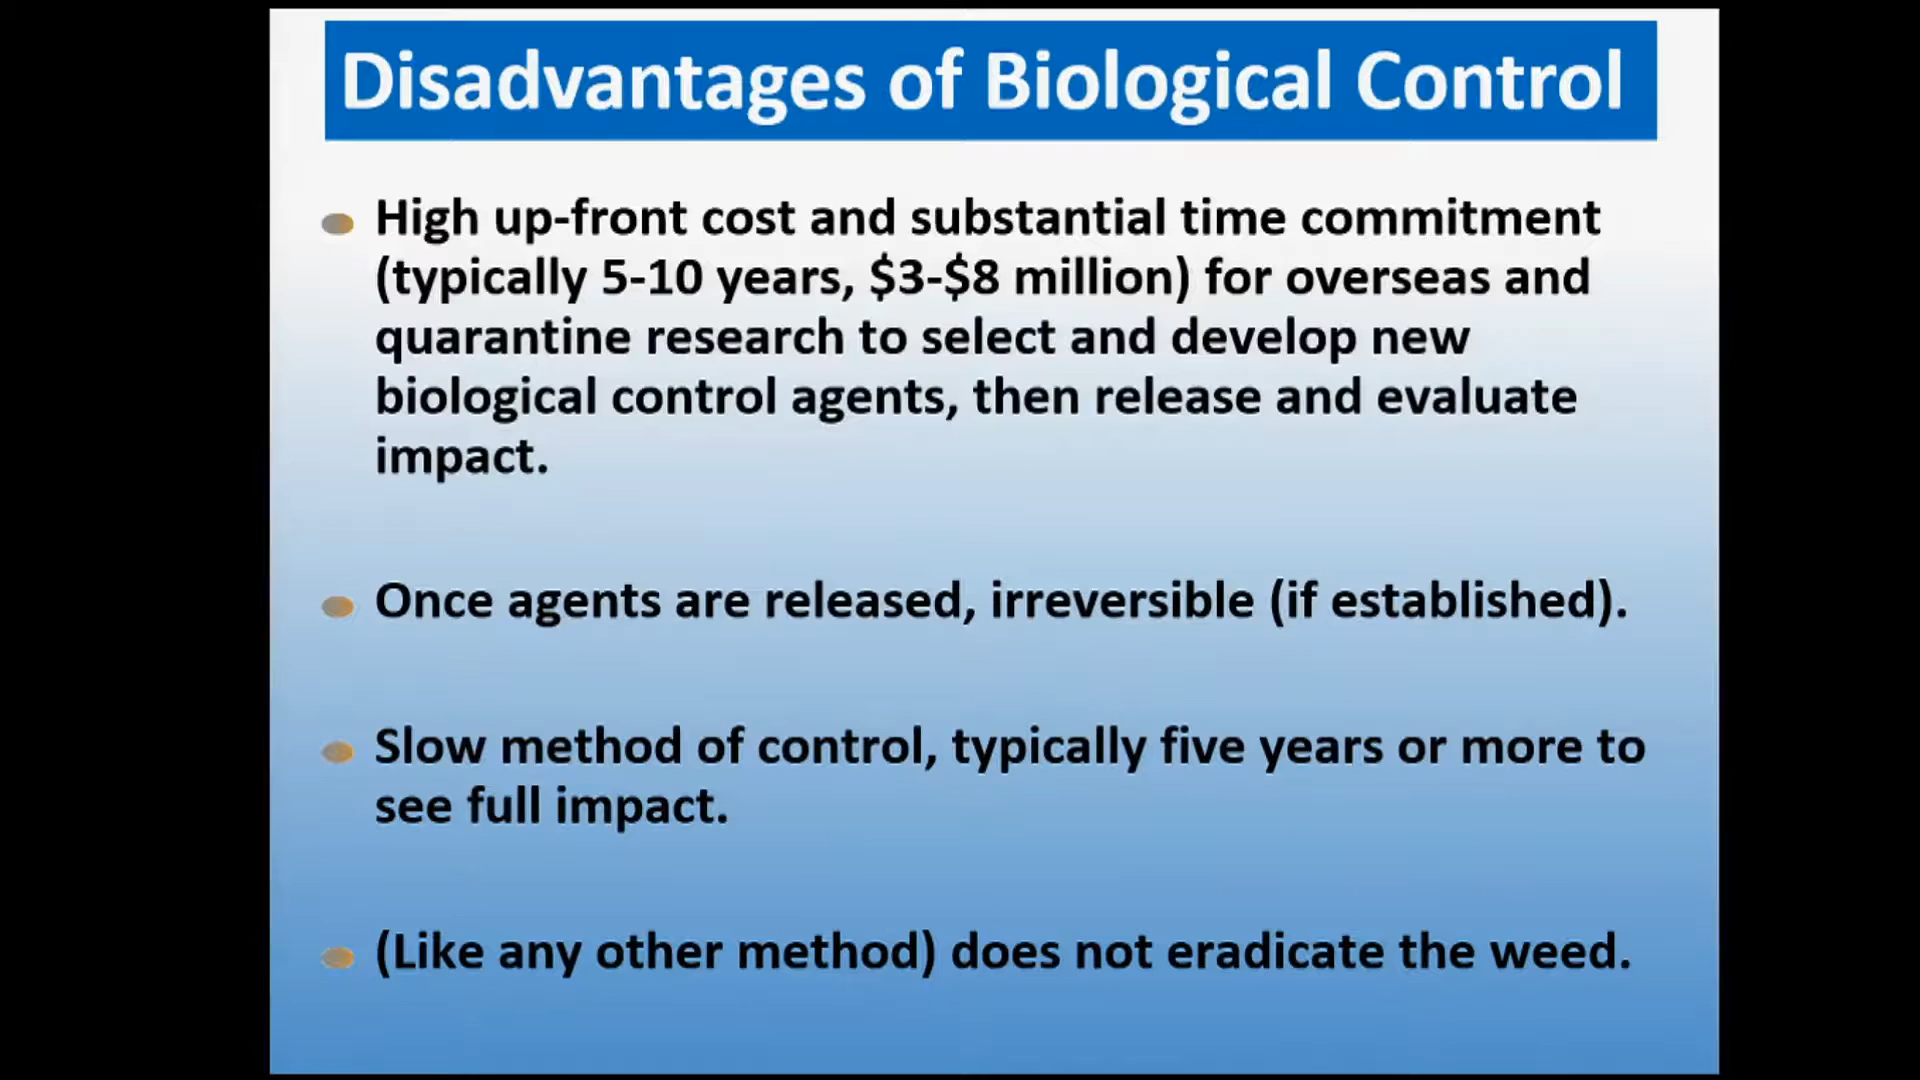 Disadvantages of Biological Control
High up-front cost and substantial time commitment
(typically 5-10 years, $3-$8 million) for overseas and
quarantine research to select and develop new
biological control agents, then release and evaluate
impact.
Once agents are released, irreversible (if established).
Slow method of control, typically five years or more to
see full impact.
(Like any other method) does not eradicate the weed.